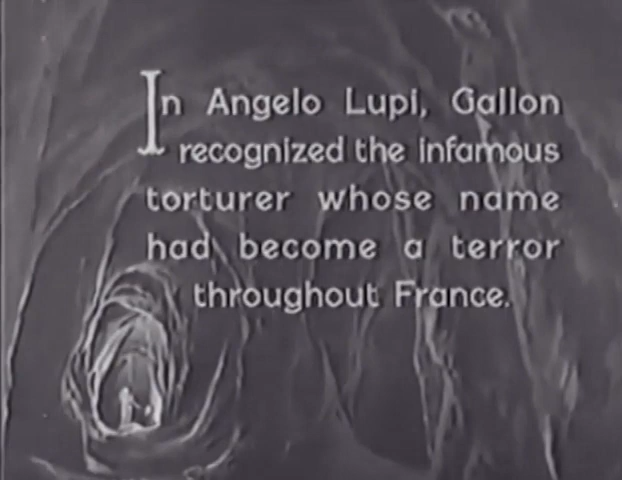 In Angelo Lupi, Gallon
recognized the infamous
torturer whose name
had become a terror
throughout France.